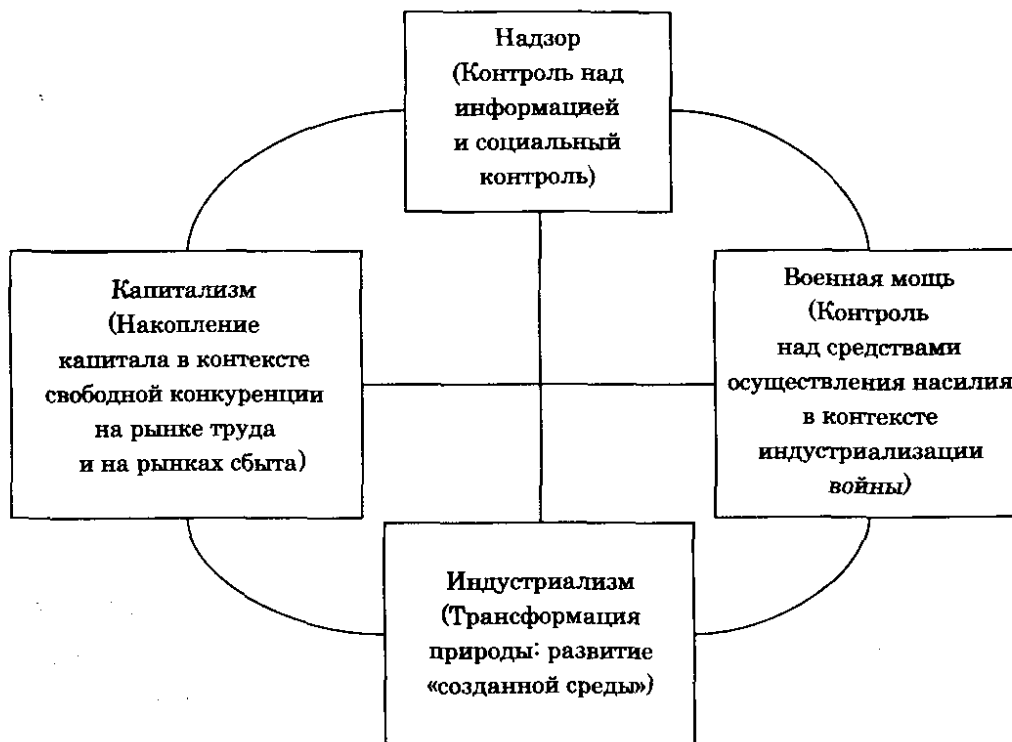 Надзор
(Контроль над
информацией
и социальный
контроль)
Капитализм
(Накопление
капитала в контексте
свободной конкуренции
на рынке труда
и на рынках сбыта)
Военная мощь
(Контроль
над средствами
осуществления насилия
в контексте
индустриализации
войны)
Индустриализм
(Трансформация
природы: развитие
«созданной среды»)